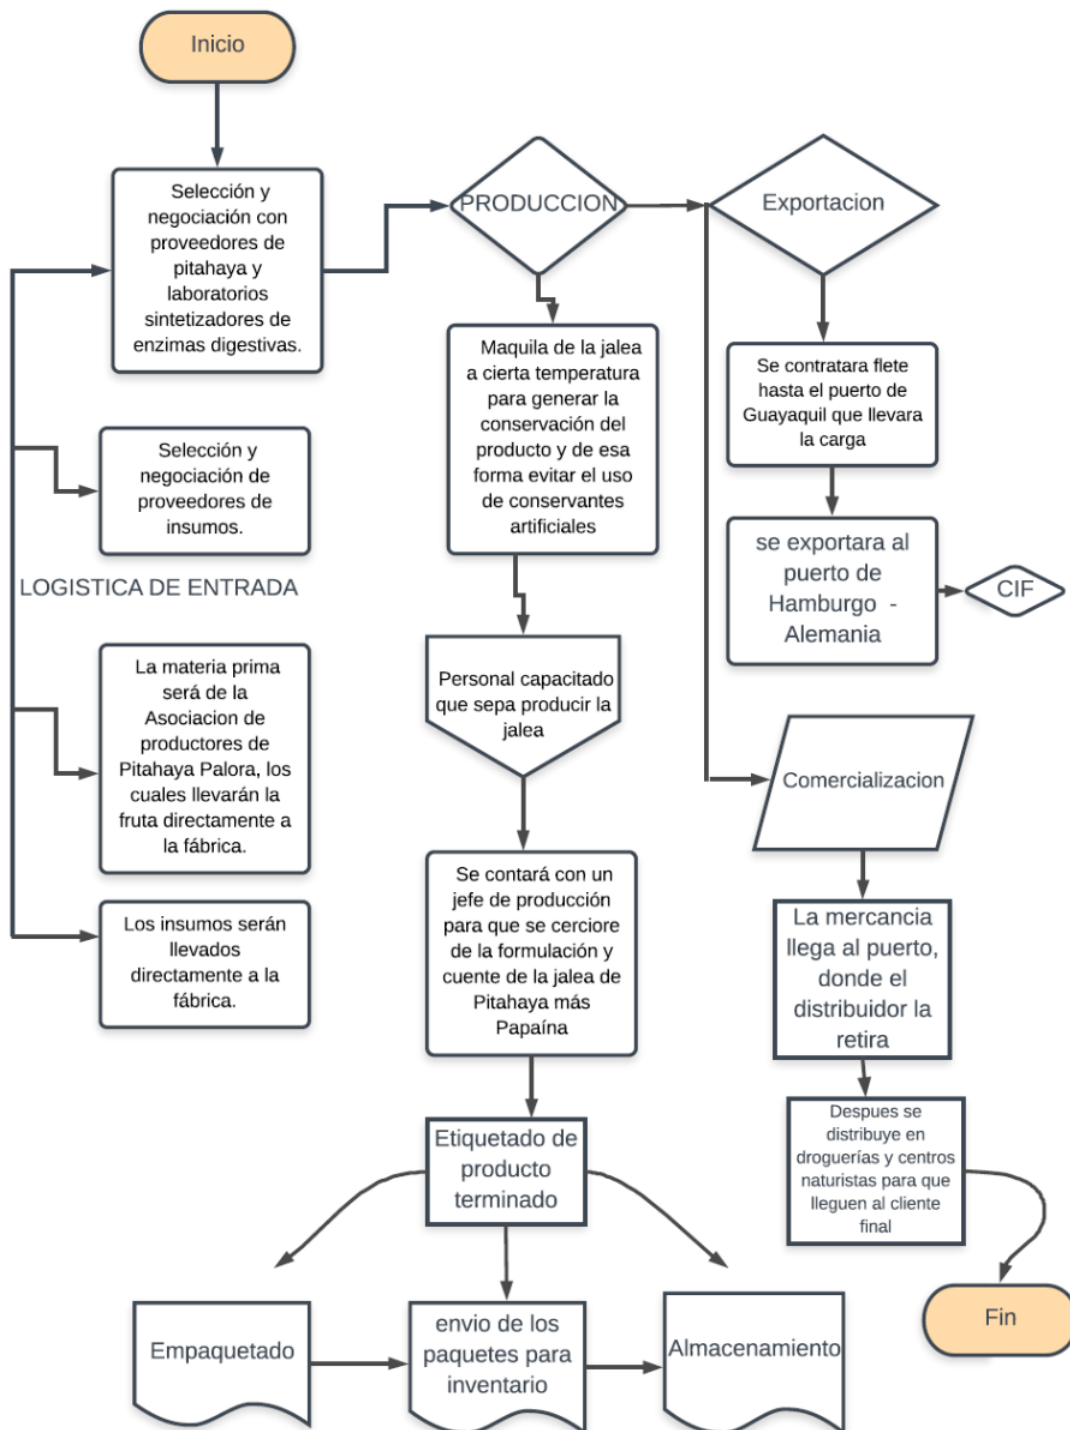 Inicio
Selección y
negociación con
proveedores de
pitahaya y
laboratorios
sintetizadores de
enzimas digestivas.
Selección y
negociación de
proveedores de
insumos.
LOGISTICA DE ENTRADA
La materia prima
será de la
Asociacion de
productores de
Pitahaya Palora, los
cuales llevarán la
fruta directamente a
la fábrica.
Los insumos serán
llevados
directamente a la
fábrica.
PRODUCCION
Maquila de la jalea
a cierta temperatura
para generar la
conservación del
producto y de esa
forma evitar el uso
de conservantes
artificiales
Personal capacitado
que sepa producir la
jalea
Se contará con un
jefe de producción
para que se cerciore
de la formulación y
cuente de la jalea de
Pitahaya más
Papaína
Etiquetado de
producto
terminado
Empaquetado
envio de los
paquetes para
inventario
Almacenamiento
Exportacion
Se contratara flete
hasta el puerto de
Guayaquil que llevara
la carga
se exportara al
puerto de
Hamburgo -
Alemania
CIF
Comercializacion
La mercancia
llega al puerto,
donde el
distribuidor la
retira
Despues se
distribuye en
droguerías y centros
naturistas para que
lleguen al cliente
final
Fin